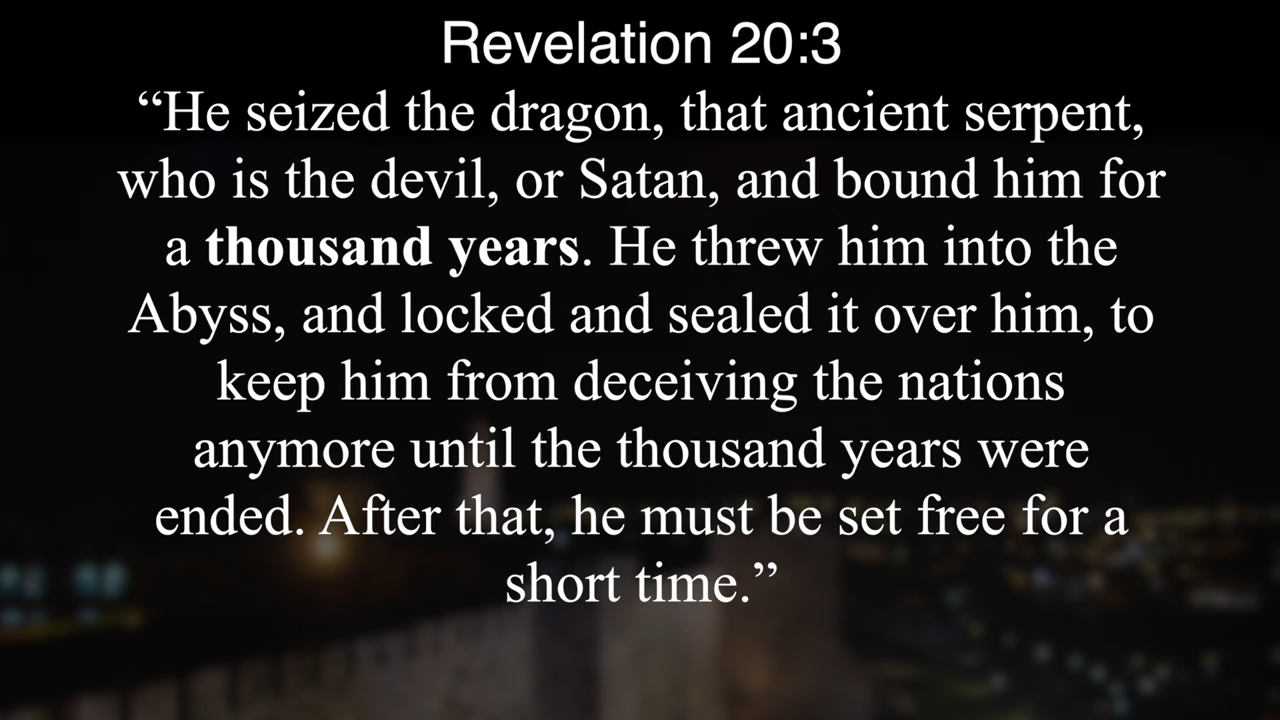 Revelation 20:3
“He seized the dragon, that ancient serpent,
who is the devil, or Satan, and bound him for
a thousand years. He threw him into the
Abyss, and locked and sealed it over him, to
keep him from deceiving the nations
anymore until the thousand years were
ended. After that, he must be set free for a
short time.”